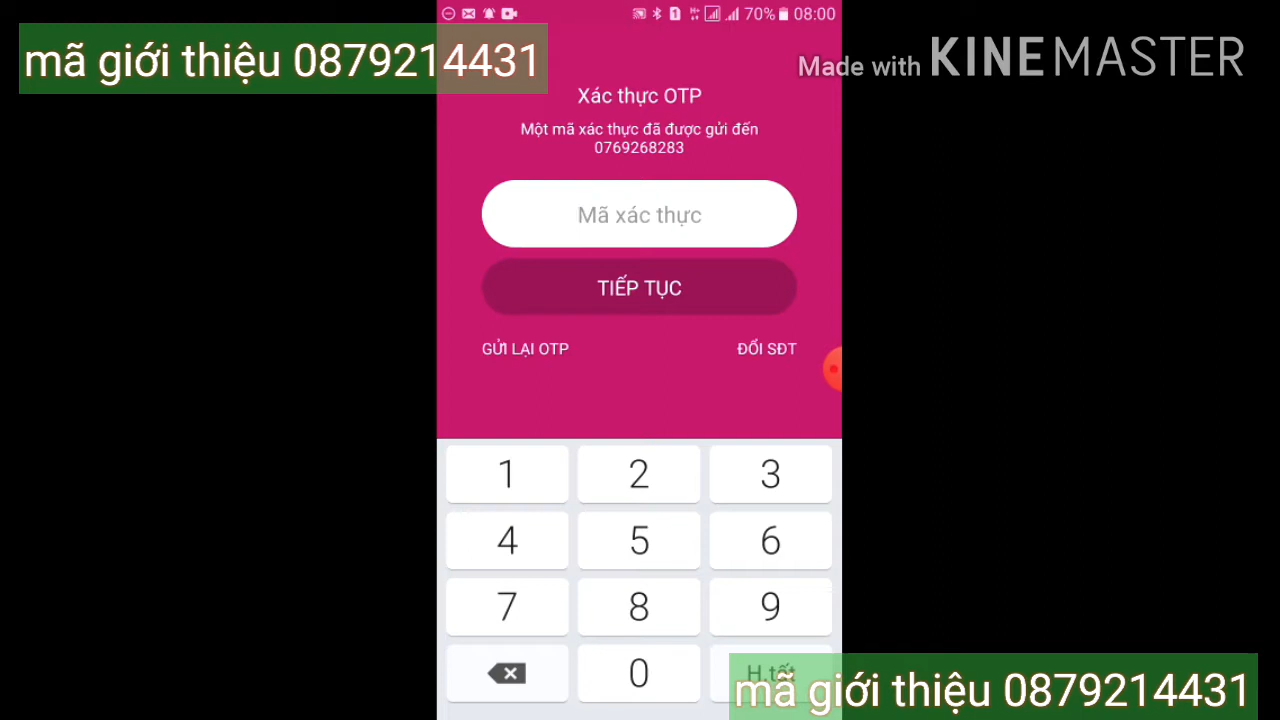 70% 08:00
mã giới thiệu 0879214431
Made with KINEMASTER
Xác thực OTP
Một mã xác thực đã được gửi đến
0769268283
Mã xác thực
TIẾP TỤC
GỬI LẠI OTP ĐỔI SĐT
1 2 3
4 5 6
7 8 9
0 H.tất
mã giới thiệu 0879214431